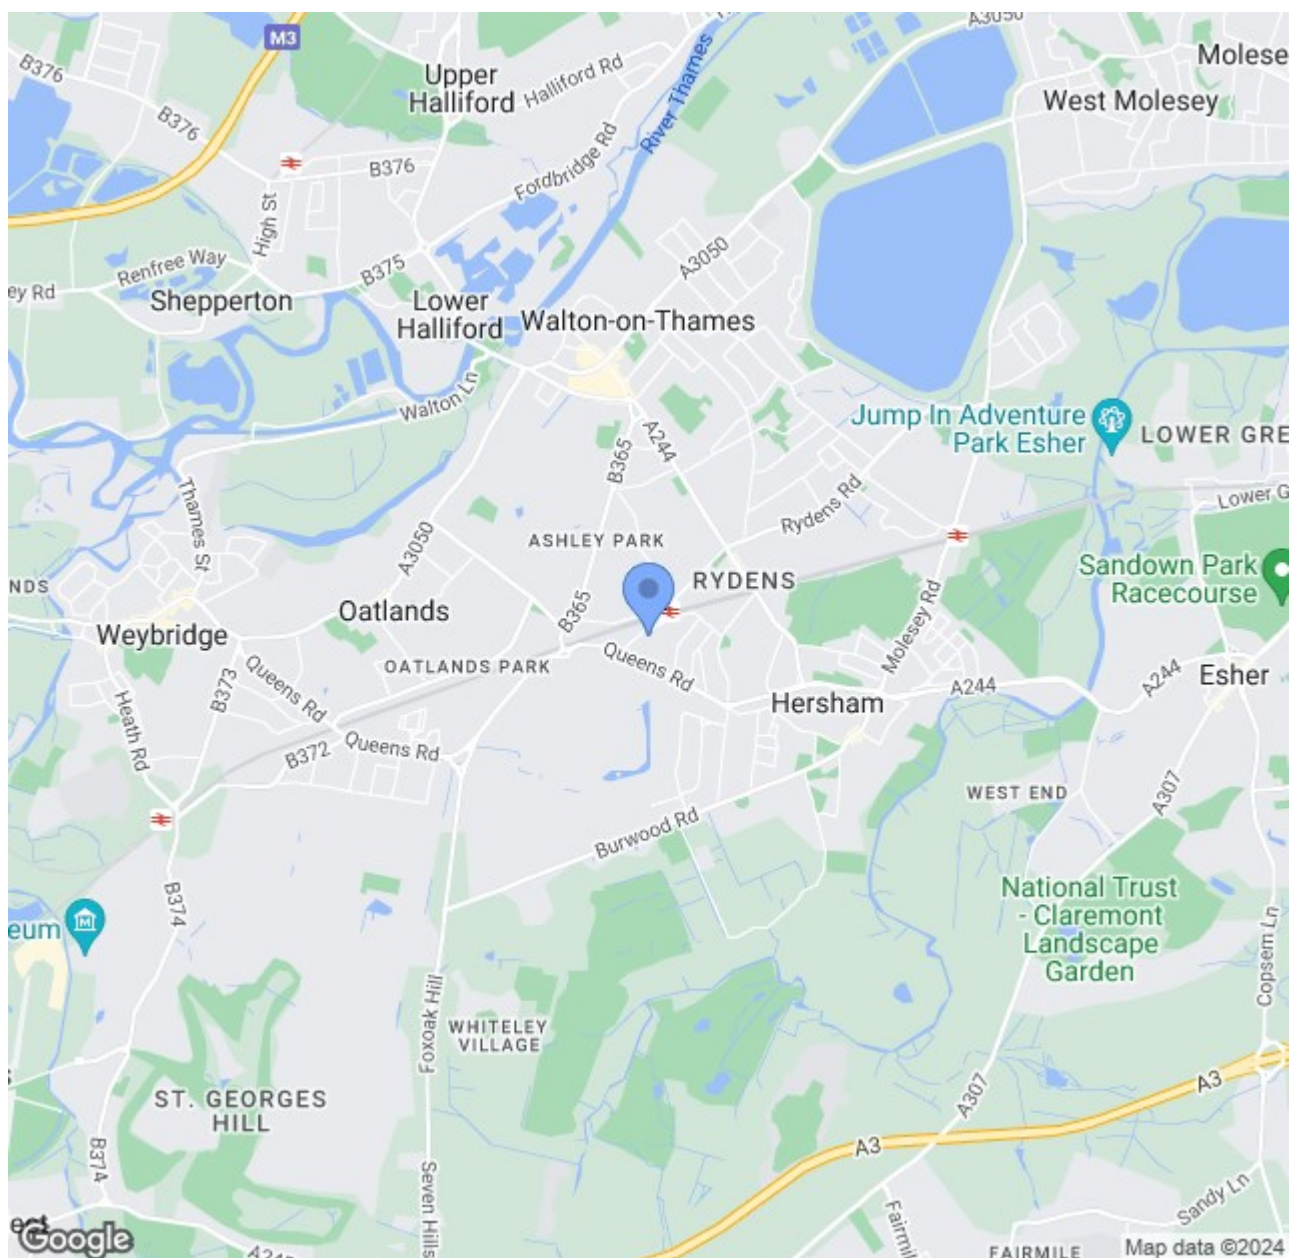 A3050
M3
B376
Upper
Halliford
Halliford Rd
River Thames
Molese
West Molesey
B376
B376
Fordbridge Rd
High St
A3050
Renfree Way
B375
ey Rd
Shepperton
Lower
Halliford
Walton-on-Thames
Walton Ln
Jump In Adventure
Park Esher
LOWER GRE
B365
A244
Thames St
Rydens Rd
Lower G
A3050
ASHLEY PARK
NDS
RYDENS
Sandown Park
Racecourse
Oatlands
B365
Weybridge
Molesey Rd
OATLANDS PARK
Queens Rd
Queens Rd
B373
A244
A244
Esher
Hersham
Heath Rd
B372
Queens Rd
WEST END
A307
Burwood Rd
B374
National Trust
- Claremont
Landscape
Garden
eum
Copsem Ln
Foxoak Hill
WHITELEY
VILLAGE
ST. GEORGES
HILL
A307
A3
A3
B374
Seven Hills
Sandy Ln
Fairmil
FAIRMILE
Google
Map data ©2024